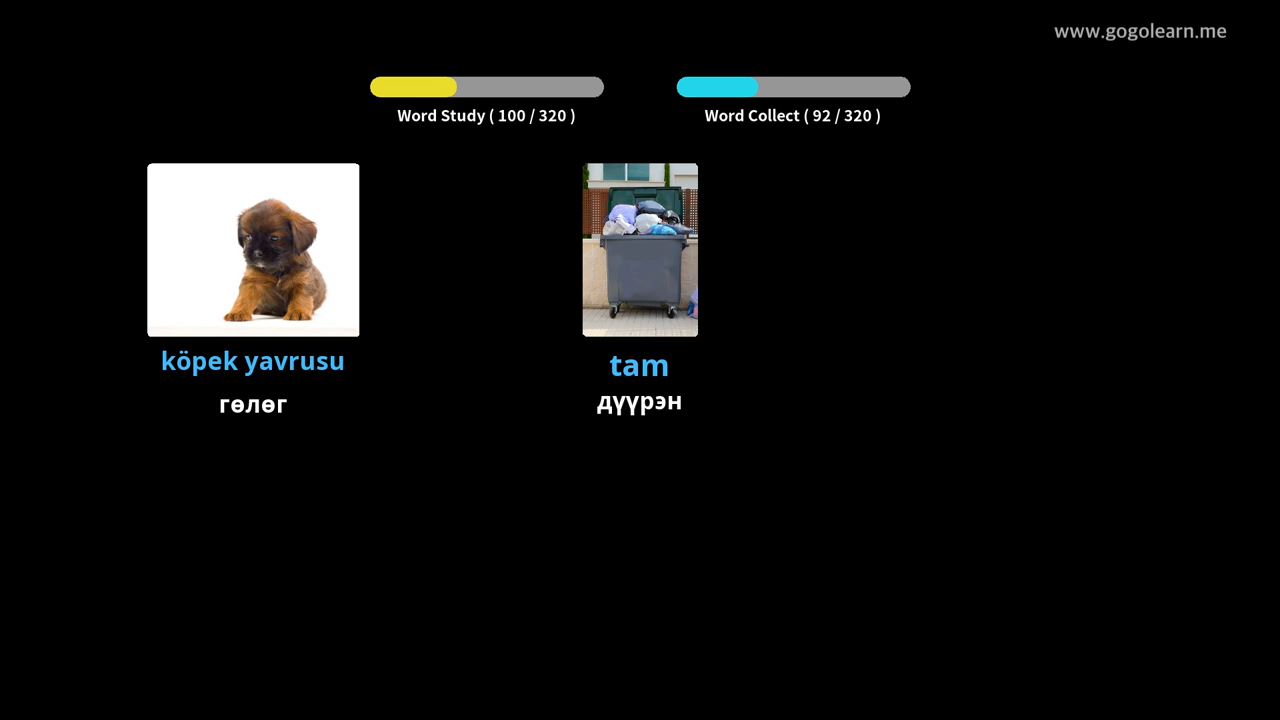 www.gogolearn.me
Word Study ( 100 / 320 )
Word Collect ( 92 / 320 )
köpek yavrusu
гөлөг
tam
дүүрэн